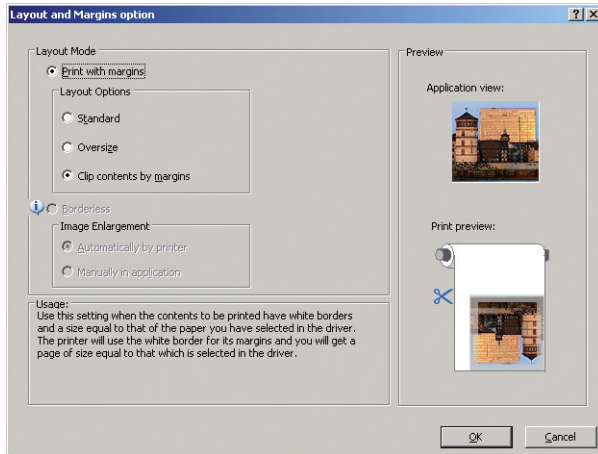 Layout and Margins option
Layout Mode
Print with margins
Layout Options
Standard
Oversize
Clip contents by margins
Borderless
Image Enlargement
Automatically by printer
Manually in application
Usage:
Use this setting when the contents to be printed have white borders
and a size equal to that of the paper you have selected in the driver.
The printer will use the white border for its margins and you will get a
page of size equal to that which is selected in the driver.
Preview
Application view:
Print preview:
OK
Cancel